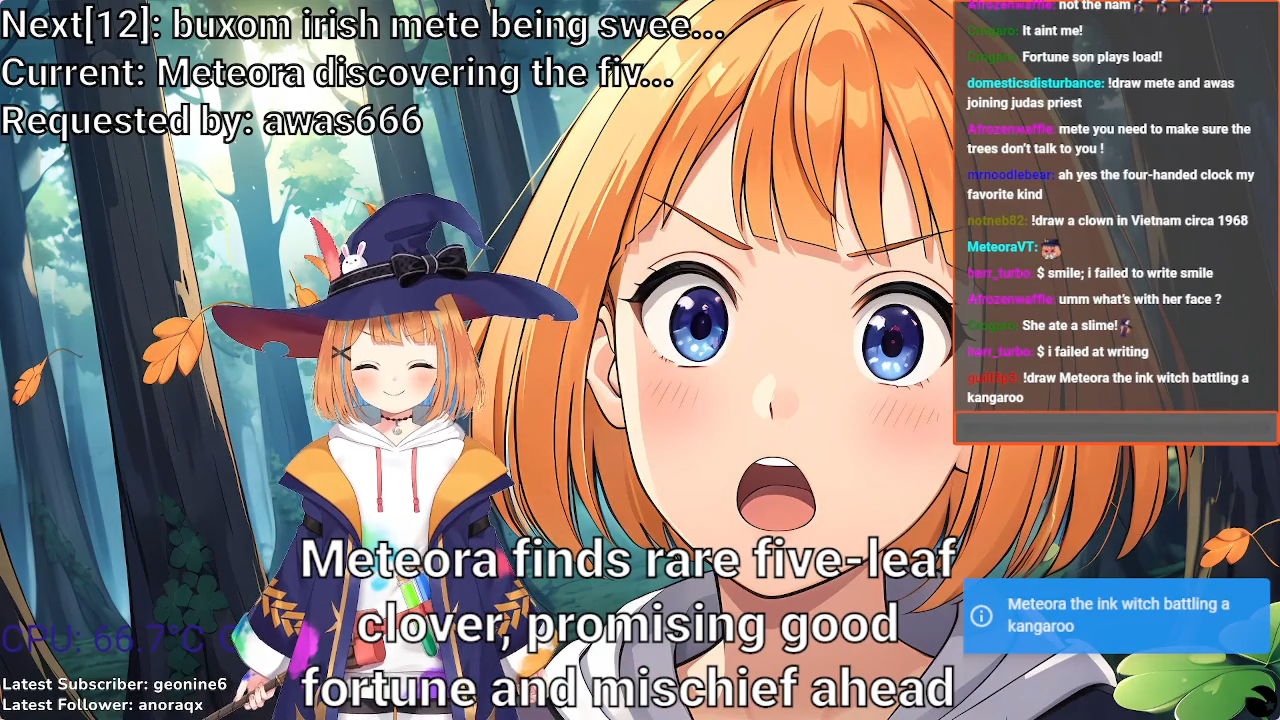 Next[12]: buxom irish mete being swee...
Current: Meteora discovering the fiv...
Requested by: awas666
Afrozenwaffle: not the nam
It aint me!
Fortune son plays load!
domesticsdisturbance: !draw mete and awas
joining judas priest
Afrozenwaffle: mete you need to make sure the
trees don't talk to you !
mrnoodlebear: ah yes the four-handed clock my
favorite kind
notneb82: !draw a clown in Vietnam circa 1968
MeteoraVT:
herr_turbo: $ smile; i failed to write smile
Afrozenwaffle: umm what's with her face ?
She ate a slime!
herr_turbo: $ i failed at writing
!draw Meteora the ink witch battling a
kangaroo
Meteora finds rare five-leaf
clover, promising good
fortune and mischief ahead
Meteora the ink witch battling a
kangaroo
CPU: 66.7°C
Latest Subscriber: geonine6
Latest Follower: anoraqx